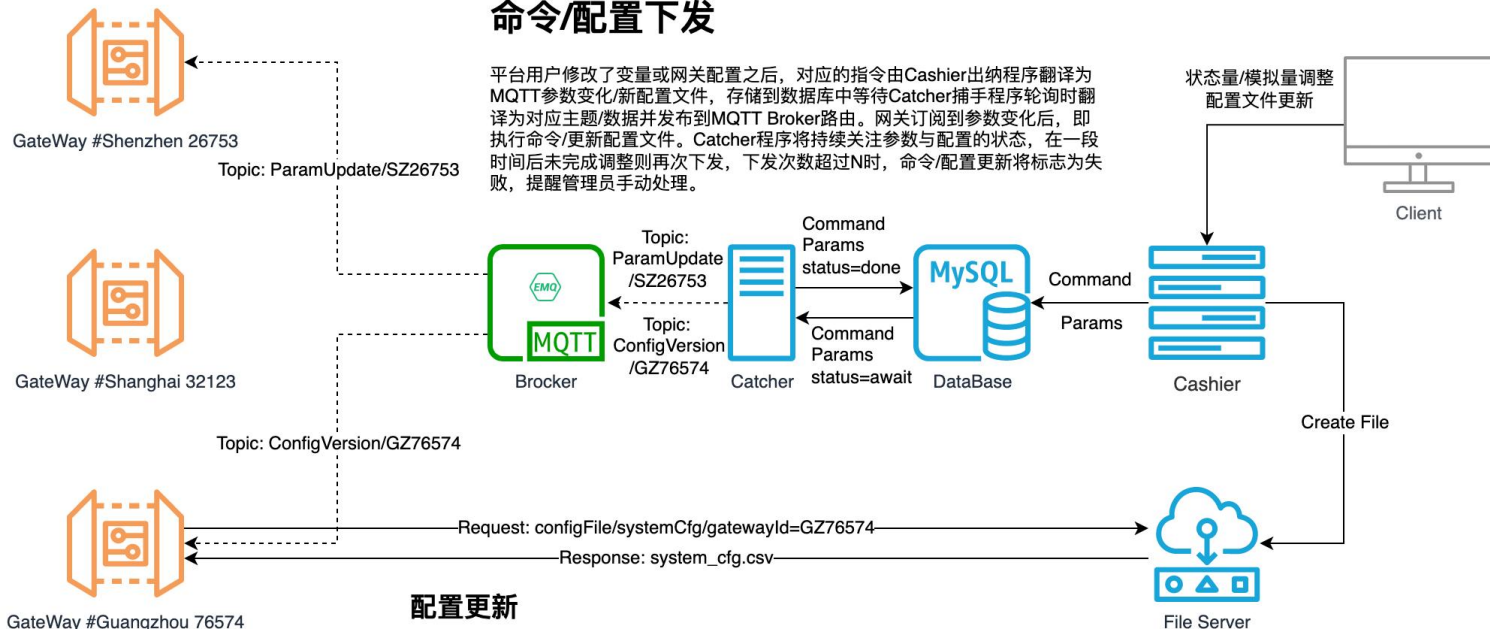 命令/配置下发
平台用户修改了变量或网关配置之后，对应的指令由Cashier出纳程序翻译为
MQTT参数变化/新配置文件，存储到数据库中等待Catcher捕手程序轮询时翻
译为对应主题/数据并发布到MQTT Broker路由。网关订阅到参数变化后，即
执行命令/更新配置文件。Catcher程序将持续关注参数与配置的状态，在一段
时间后未完成调整则再次下发，下发次数超过N时，命令/配置更新将标志为失
败，提醒管理员手动处理。
状态量/模拟量调整
配置文件更新
Client
GateWay #Shenzhen 26753
Topic: ParamUpdate/SZ26753
GateWay #Shanghai 32123
EMQ
MQTT
Brocker
Topic:
ParamUpdate
/SZ26753
Topic:
ConfigVersion
/GZ76574
Catcher
Command
Params
status=done
Command
Params
status=await
MySQL
DataBase
Command
Params
Cashier
Create File
Topic: ConfigVersion/GZ76574
Request: configFile/systemCfg/gatewayId=GZ76574
Response: system_cfg.csv
GateWay #Guangzhou 76574
配置更新
File Server